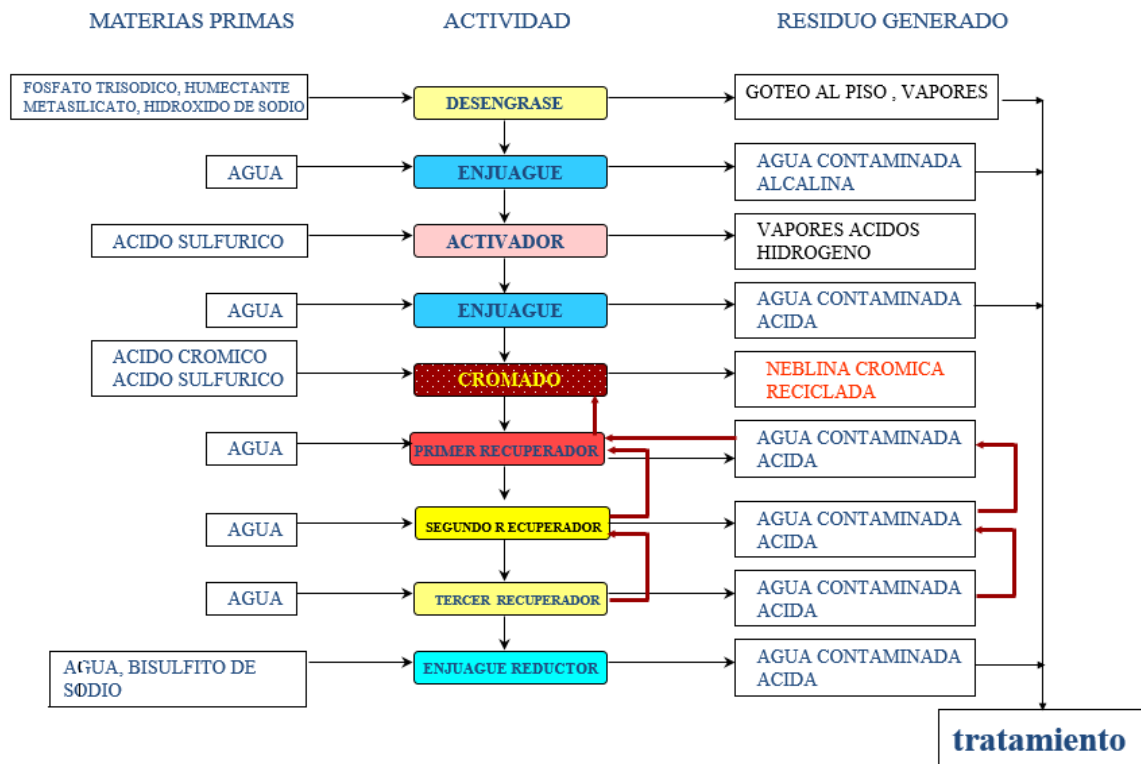 MATERIAS PRIMAS ACTIVIDAD RESIDUO GENERADO
FOSFATO TRISODICO, HUMECTANTE
METASILICATO, HIDROXIDO DE SODIO
DESENGRASE
GOTEO AL PISO , VAPORES
AGUA
ENJUAGUE
AGUA CONTAMINADA
ALCALINA
ACIDO SULFURICO
ACTIVADOR
VAPORES ACIDOS
HIDROGENO
AGUA
ENJUAGUE
AGUA CONTAMINADA
ACIDA
ACIDO CROMICO
ACIDO SULFURICO
CROMADO
NEBLINA CROMICA
RECICLADA
AGUA
PRIMER RECUPERADOR
AGUA CONTAMINADA
ACIDA
AGUA
SEGUNDO R ECUPERADOR
AGUA CONTAMINADA
ACIDA
AGUA
TERCER RECUPERADOR
AGUA CONTAMINADA
ACIDA
AGUA, BISULFITO DE
SODIO
ENJUAGUE REDUCTOR
AGUA CONTAMINADA
ACIDA
tratamiento